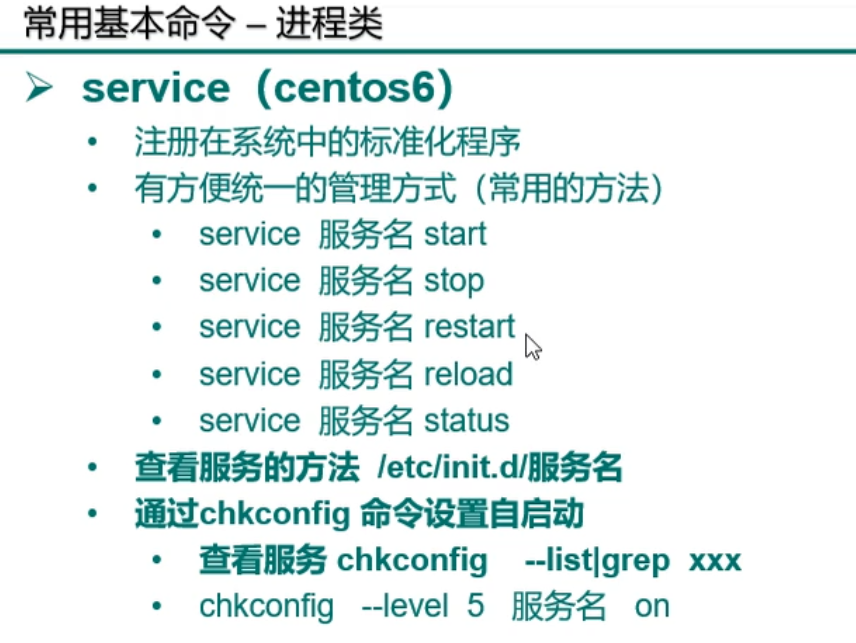 常用基本命令 – 进程类
➢ service（centos6）
• 注册在系统中的标准化程序
• 有方便统一的管理方式（常用的方法）
• service 服务名 start
• service 服务名 stop
• service 服务名 restart
• service 服务名 reload
• service 服务名 status
• 查看服务的方法 /etc/init.d/服务名
• 通过chkconfig 命令设置自启动
• 查看服务 chkconfig --list|grep xxx
• chkconfig --level 5 服务名 on